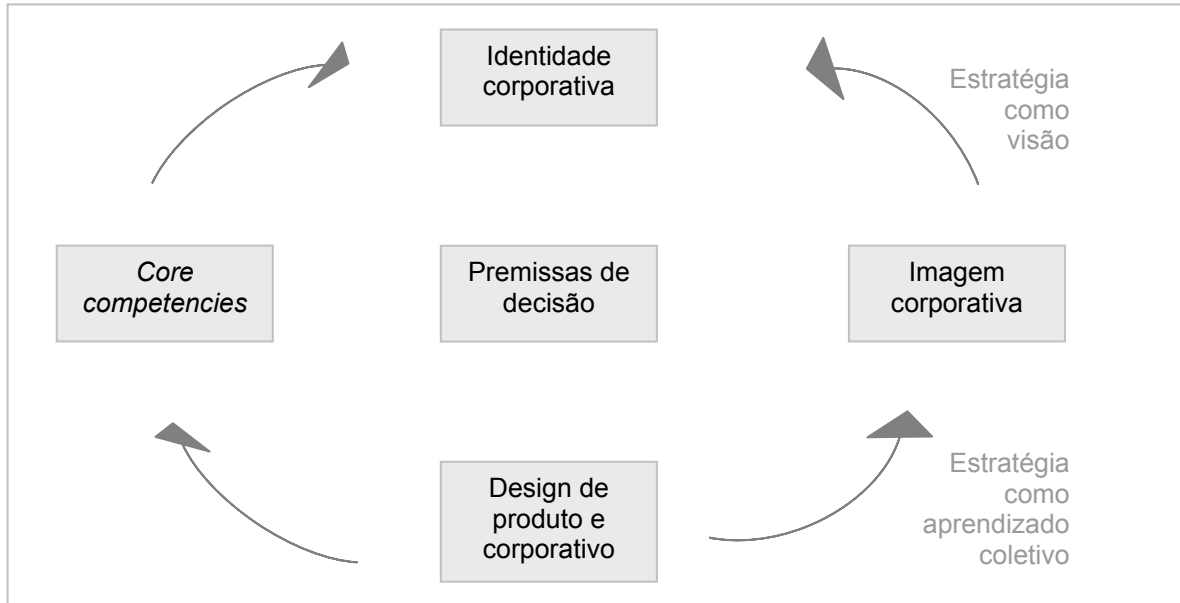 Identidade
corporativa
Estratégia
como
visão
Core
competencies
Premissas de
decisão
Imagem
corporativa
Design de
produto e
corporativo
Estratégia
como
aprendizado
coletivo